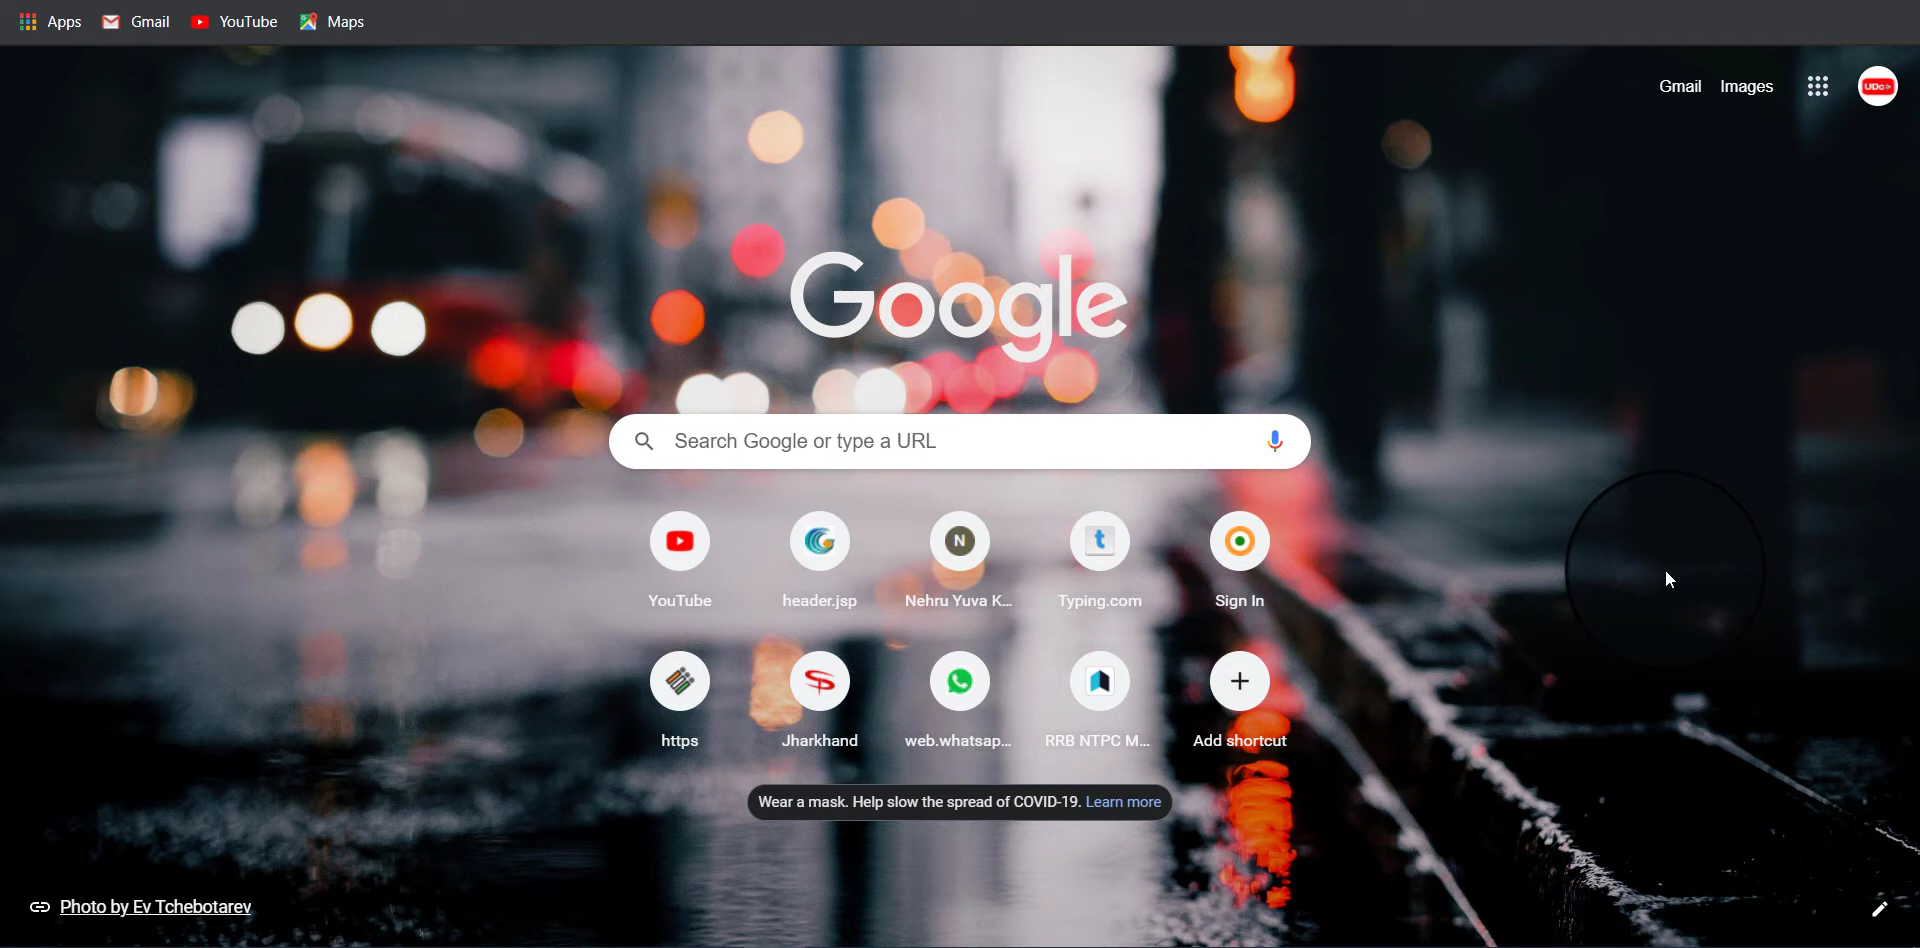 Apps Gmail YouTube Maps
Gmail Images
UDc>
Google
Search Google or type a URL
YouTube header.jsp Nehru Yuva K... Typing.com Sign In
https Jharkhand web.whatsap... RRB NTPC M... Add shortcut
Wear a mask. Help slow the spread of COVID-19. Learn more
Photo by Ev Tchebotarev